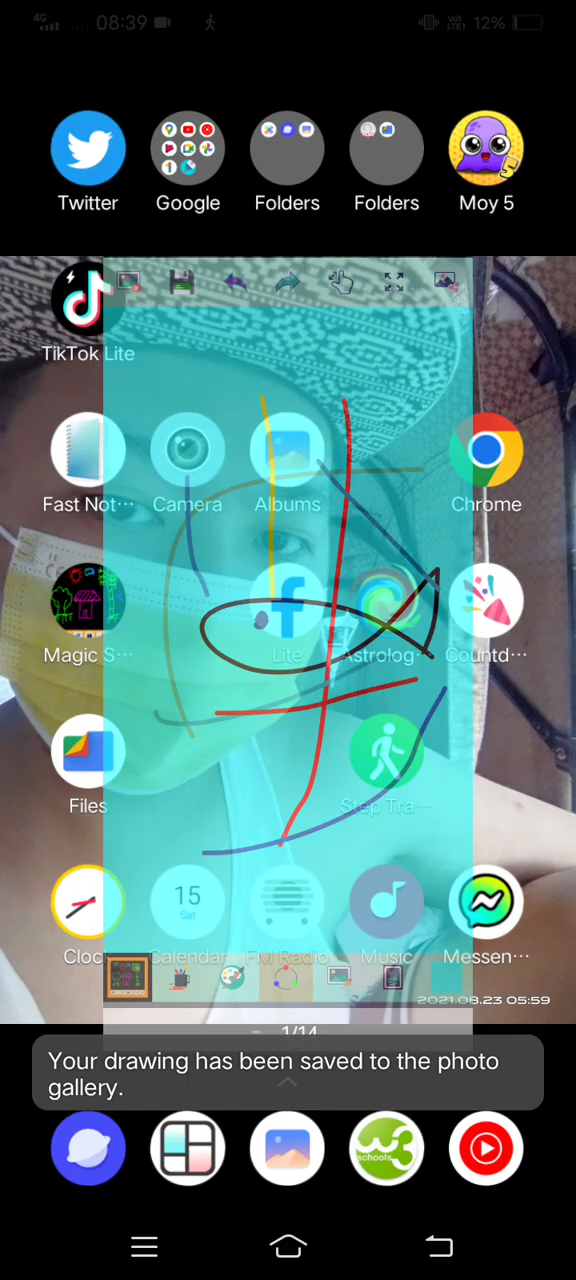 4G 08:39 12%
Twitter Google Folders Folders Moy 5
TikTok Lite
Fast Not··· Camera Albums Chrome
Magic S··· Lite Astrolog··· Countd···
Files Step Tra···
15
Sat
Clock Calendar FM Radio Music Messen···
2021.08.23 05:59
1/14
Your drawing has been saved to the photo
gallery.
w3
schools